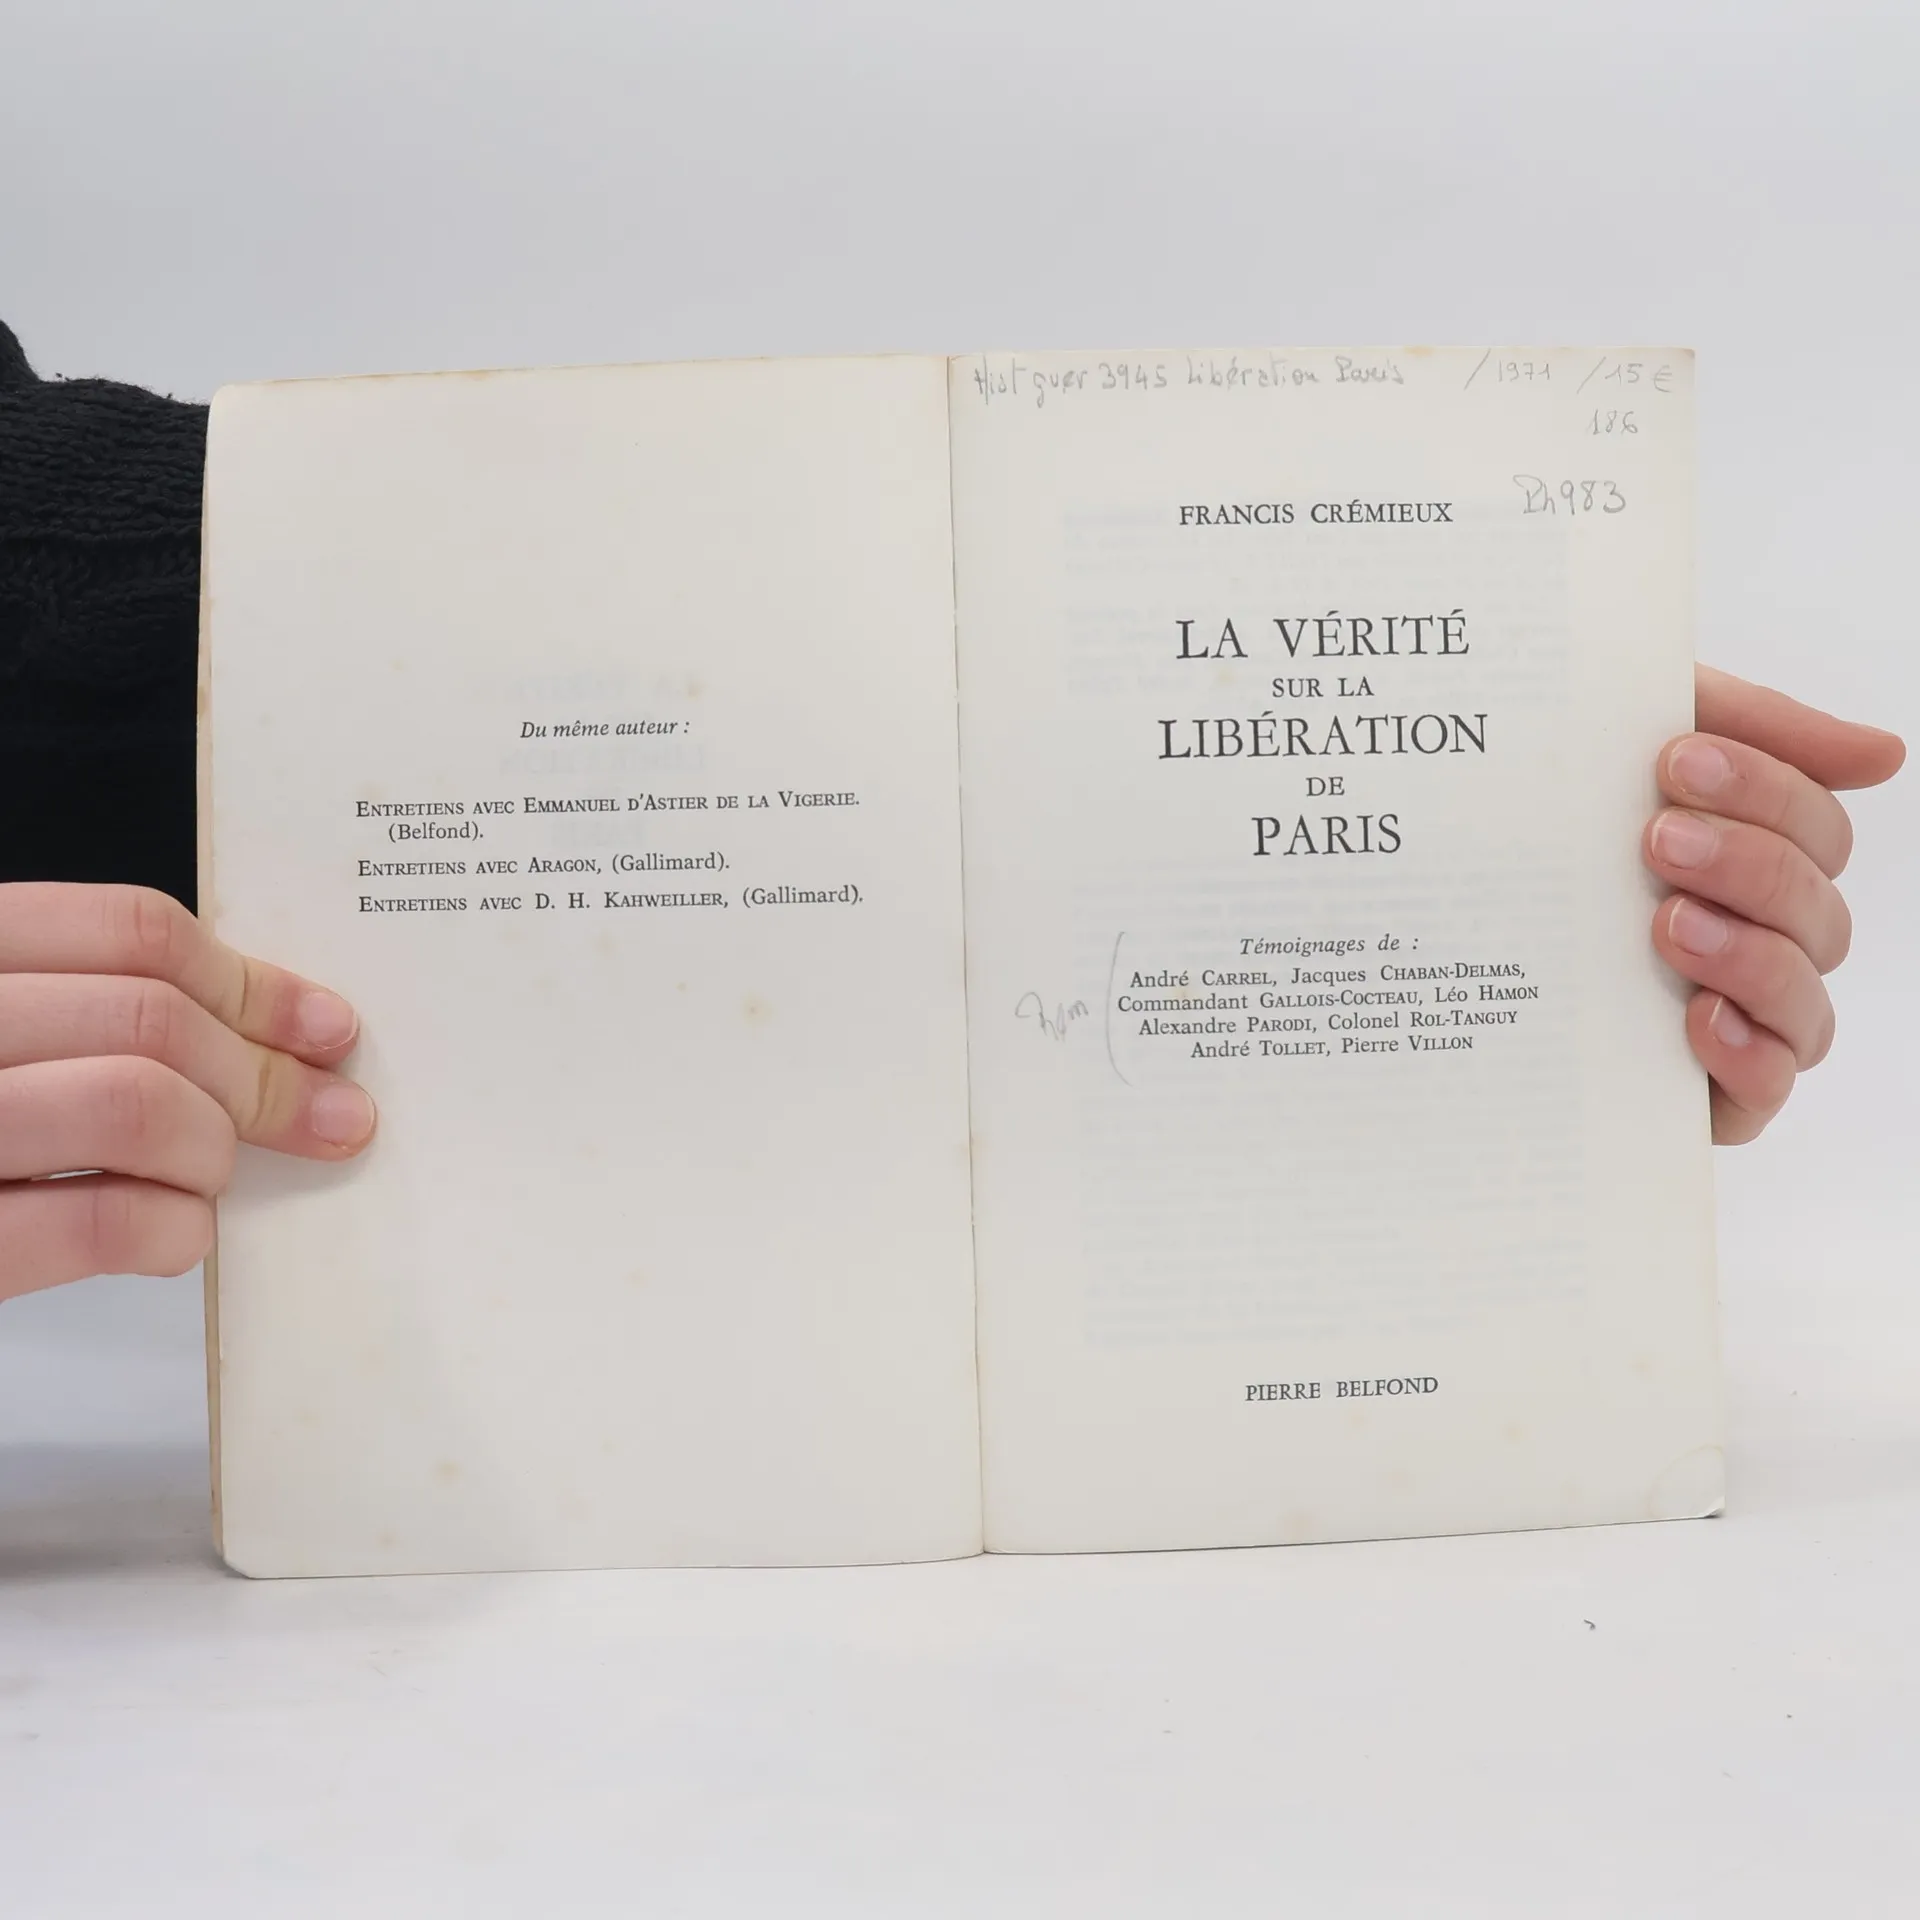 Du même auteur :
ENTRETIENS AVEC EMMANUEL D'ASTIER DE LA VIGERIE.
(Belfond).
ENTRETIENS AVEC ARAGON, (Gallimard).
ENTRETIENS AVEC D. H. KAHWEILLER, (Gallimard).
Hist guer 3945 Libération Paris /1971 /15 €
186
983
FRANCIS CRÉMIEUX
LA VÉRITÉ
SUR LA
LIBÉRATION
DE
PARIS
Témoignages de :
André CARREL, Jacques CHABAN-DELMAS,
Commandant GALLOIS-COCTEAU, Léo HAMON
Alexandre PARODI, Colonel ROL-TANGUY
André TOLLET, Pierre VILLON
PIERRE BELFOND